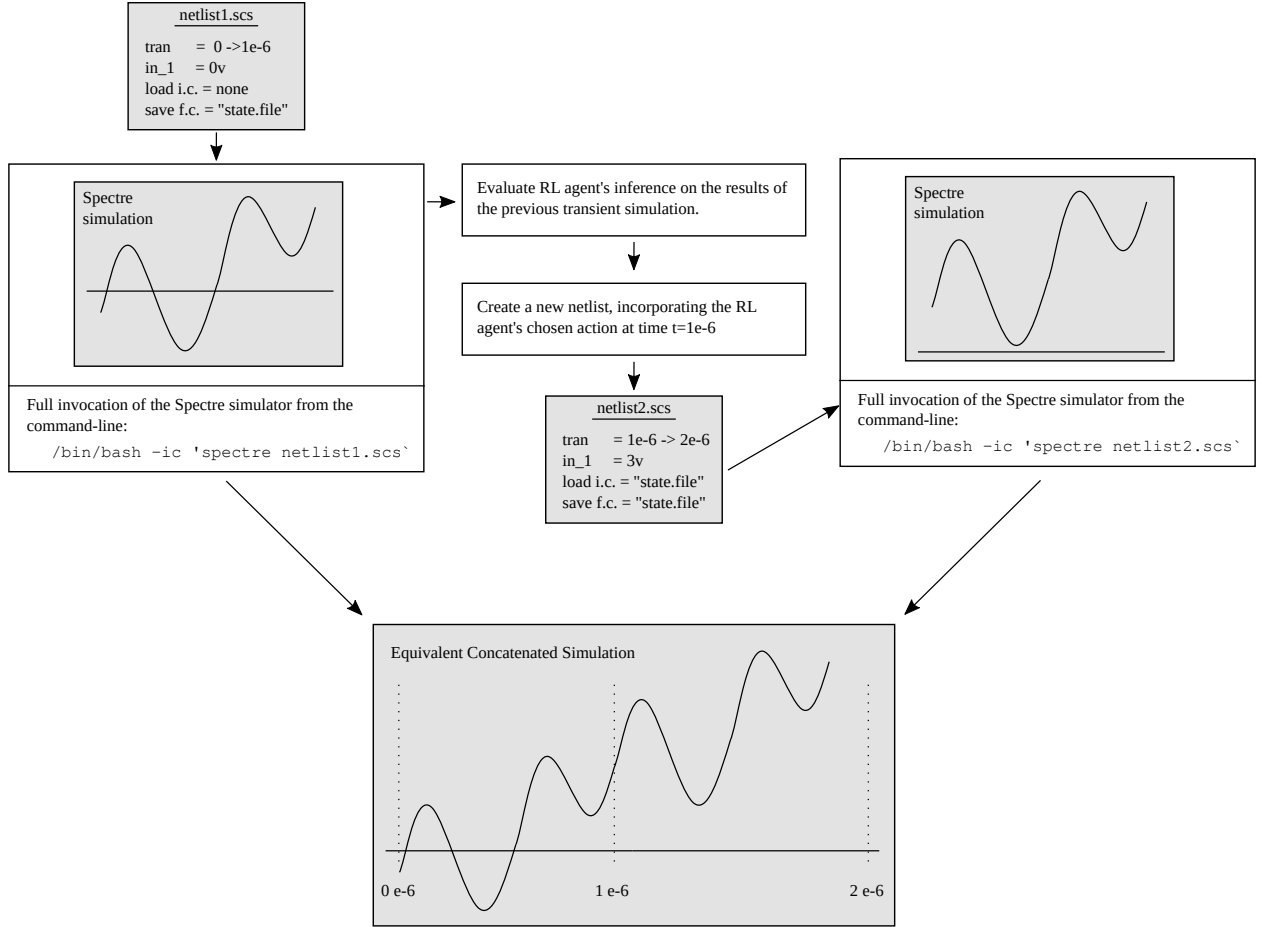 netlist1.scs
tran = 0 ->1e-6
in_1 = 0v
load i.c. = none
save f.c. = "state.file"
Spectre
simulation
Full invocation of the Spectre simulator from the
command-line:
/bin/bash -ic 'spectre netlist1.scs`
Evaluate RL agent's inference on the results of
the previous transient simulation.
Create a new netlist, incorporating the RL
agent's chosen action at time t=1e-6
netlist2.scs
tran = 1e-6 -> 2e-6
in_1 = 3v
load i.c. = "state.file"
save f.c. = "state.file"
Spectre
simulation
Full invocation of the Spectre simulator from the
command-line:
/bin/bash -ic 'spectre netlist2.scs`
Equivalent Concatenated Simulation
0 e-6
1 e-6
2 e-6